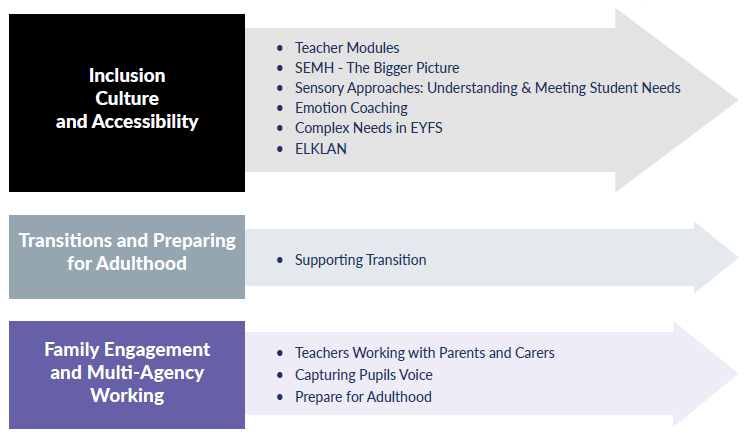 Inclusion
Culture
and Accessibility
• Teacher Modules
• SEMH - The Bigger Picture
• Sensory Approaches: Understanding & Meeting Student Needs
• Emotion Coaching
• Complex Needs in EYFS
• ELKLAN
Transitions and Preparing
for Adulthood
• Supporting Transition
Family Engagement
and Multi-Agency
Working
• Teachers Working with Parents and Carers
• Capturing Pupils Voice
• Prepare for Adulthood